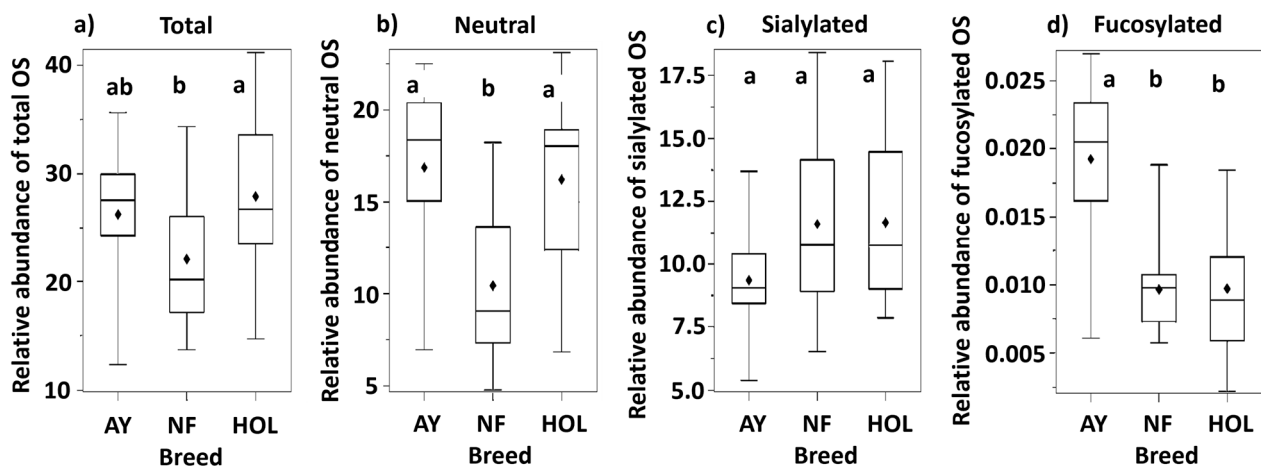 a) Total
Relative abundance of total OS
40
30
20
10
ab b a
AY NF HOL
Breed
b) Neutral
Relative abundance of neutral OS
20
15
10
5
a b a
AY NF HOL
Breed
c) Sialylated
Relative abundance of sialylated OS
17.5
15.0
12.5
10.0
7.5
5.0
a a a
AY NF HOL
Breed
d) Fucosylated
Relative abundance of fucosylated OS
0.025
0.020
0.015
0.010
0.005
a b b
AY NF HOL
Breed